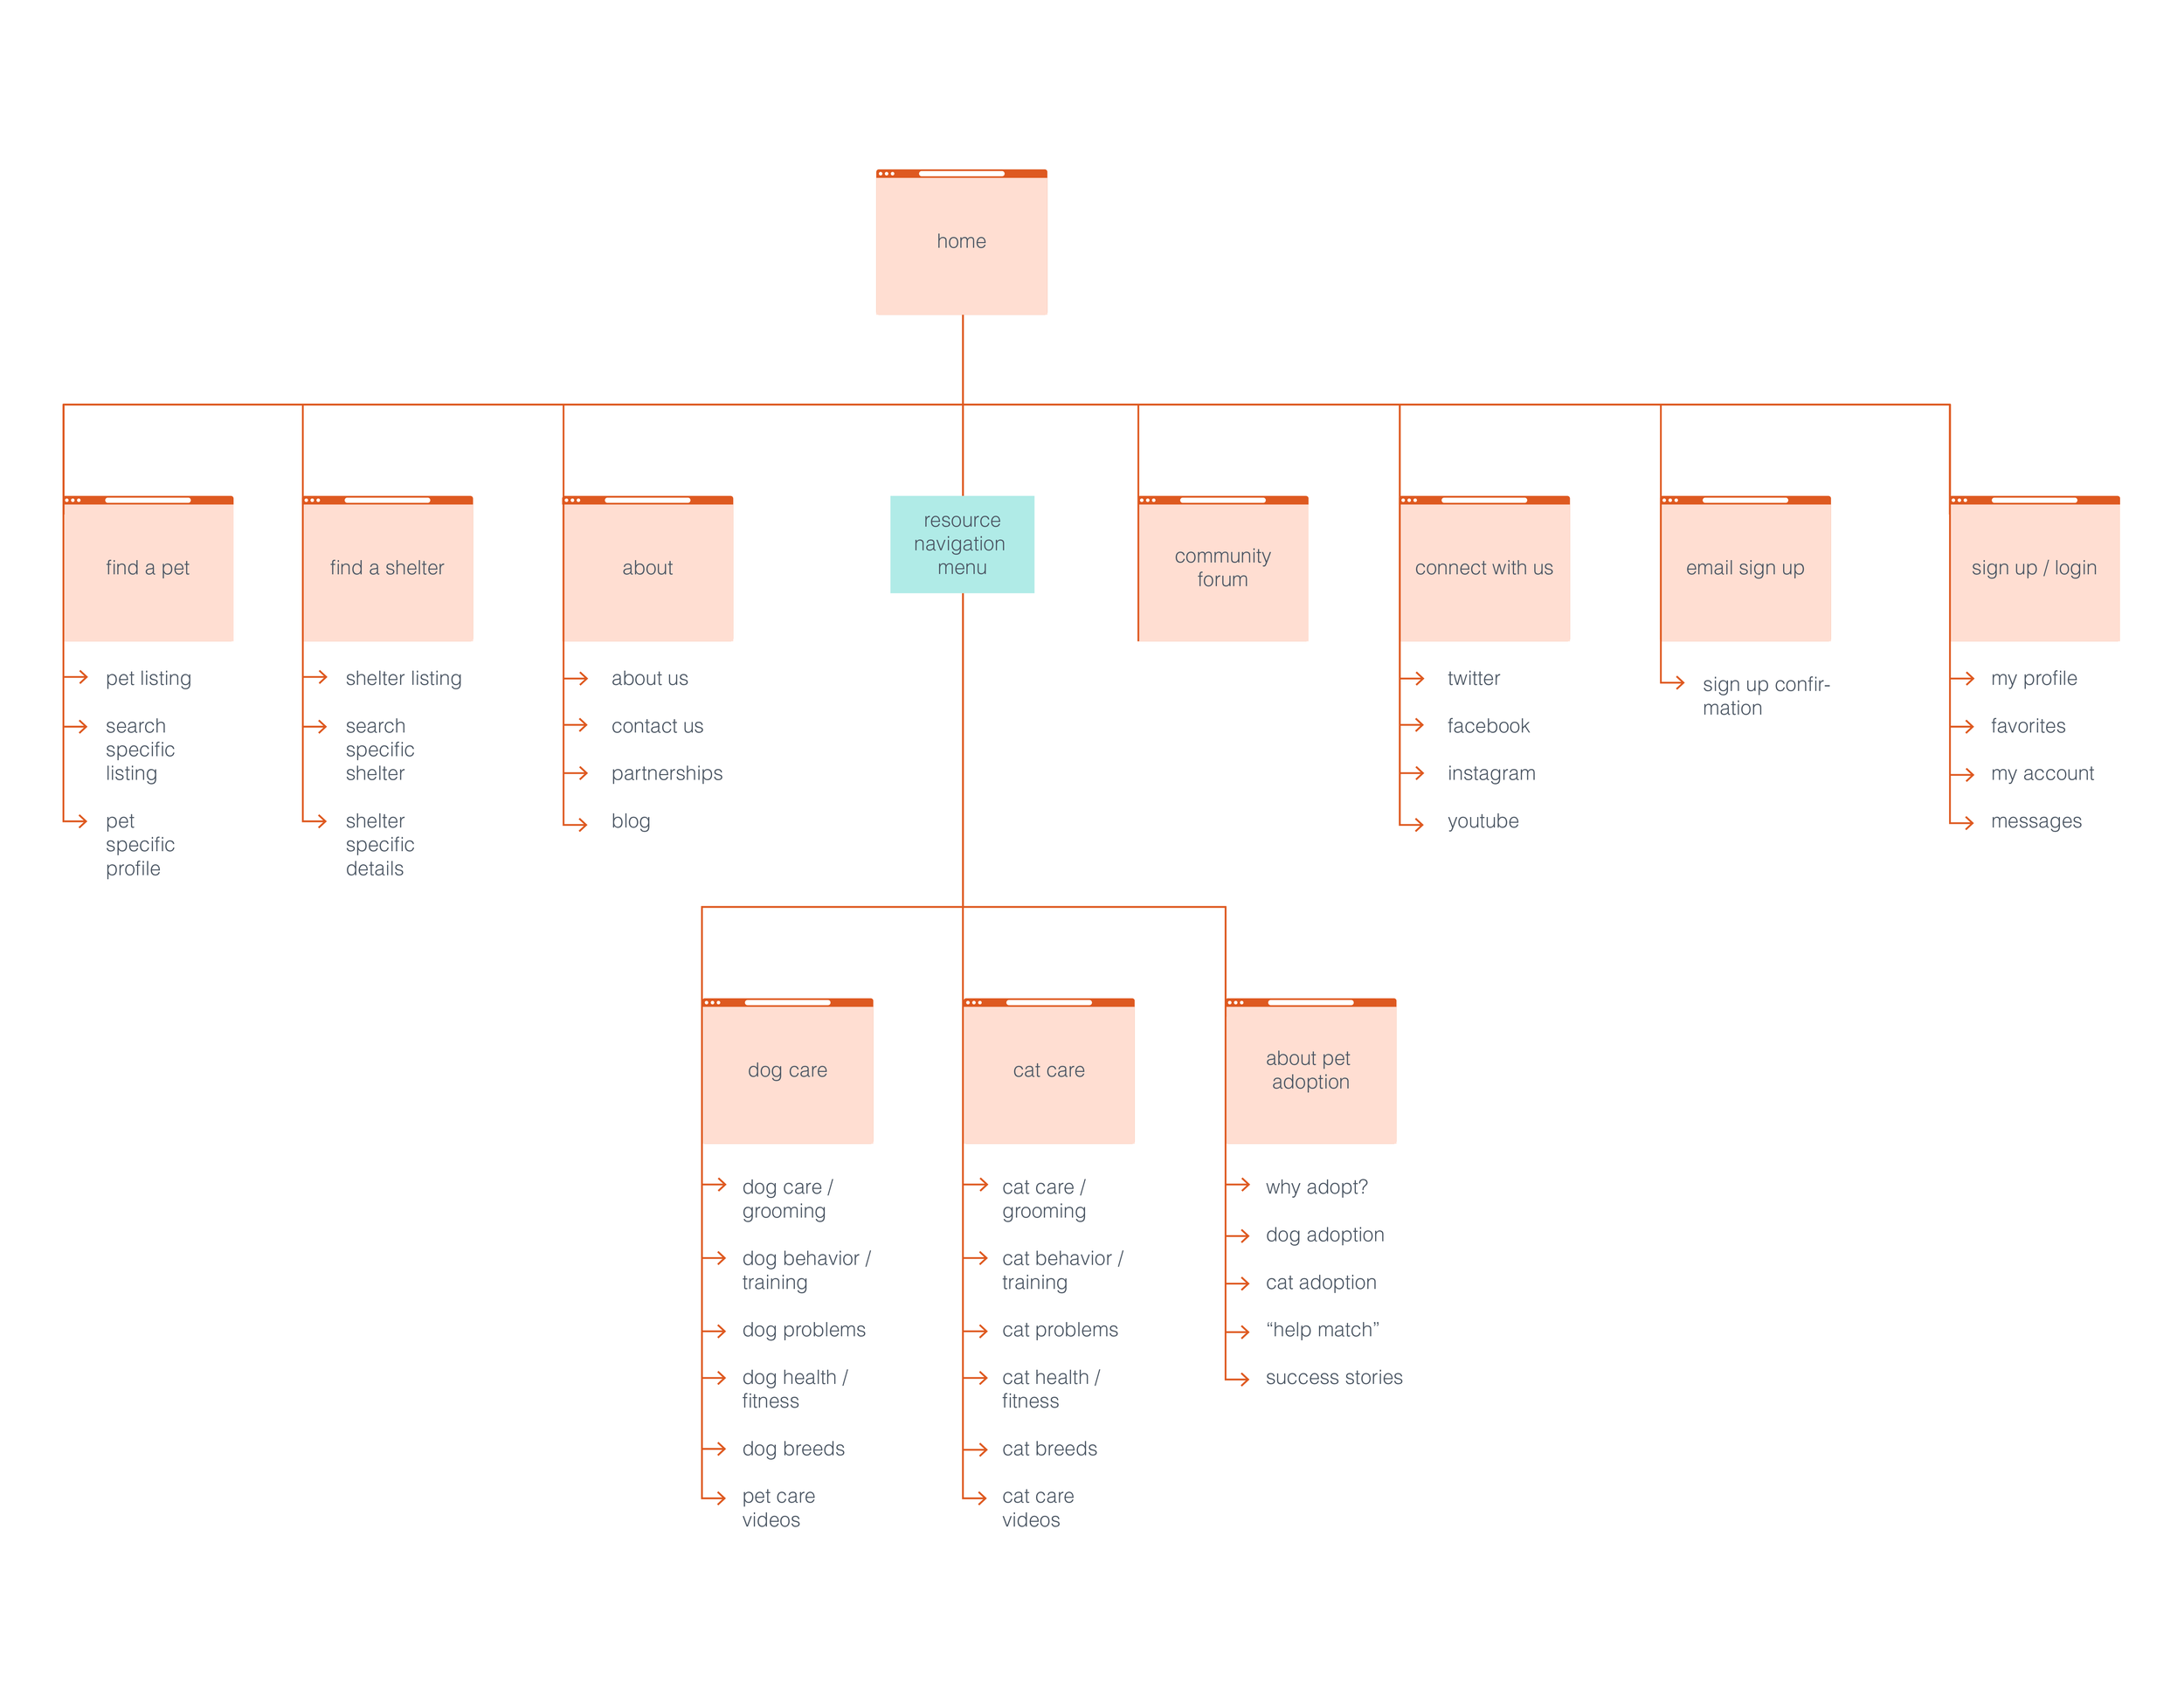 home
find a pet
pet listing
search
specific
listing
pet
specific
profile
find a shelter
shelter listing
search
specific
shelter
shelter
specific
details
about
about us
contact us
partnerships
blog
resource
navigation
menu
community
forum
connect with us
twitter
facebook
instagram
youtube
email sign up
sign up confir-
mation
sign up / login
my profile
favorites
my account
messages
dog care
dog care /
grooming
dog behavior /
training
dog problems
dog health /
fitness
dog breeds
pet care
videos
cat care
cat care /
grooming
cat behavior /
training
cat problems
cat health /
fitness
cat breeds
cat care
videos
about pet
adoption
why adopt?
dog adoption
cat adoption
“help match”
success stories